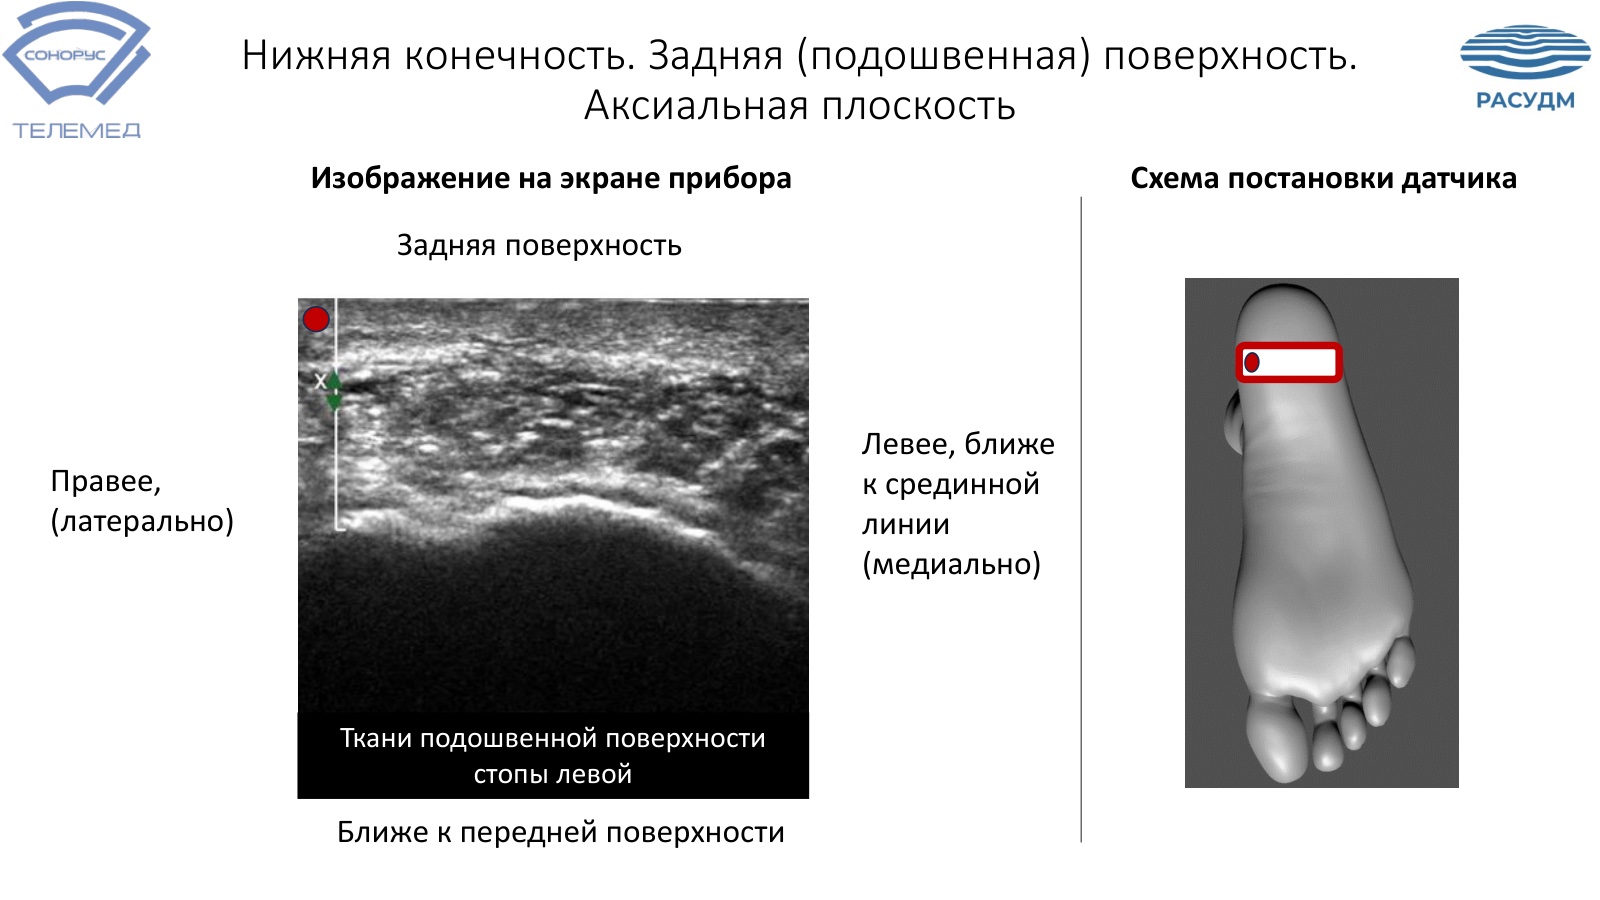 СОНОРУС
ТЕЛЕМЕД
Нижняя конечность. Задняя (подошвенная) поверхность.
Аксиальная плоскость
РАСУДМ
Изображение на экране прибора
Схема постановки датчика
Задняя поверхность
X
Правее,
(латерально)
Левее, ближе
к срединной
линии
(медиально)
Ткани подошвенной поверхности
стопы левой
Ближе к передней поверхности